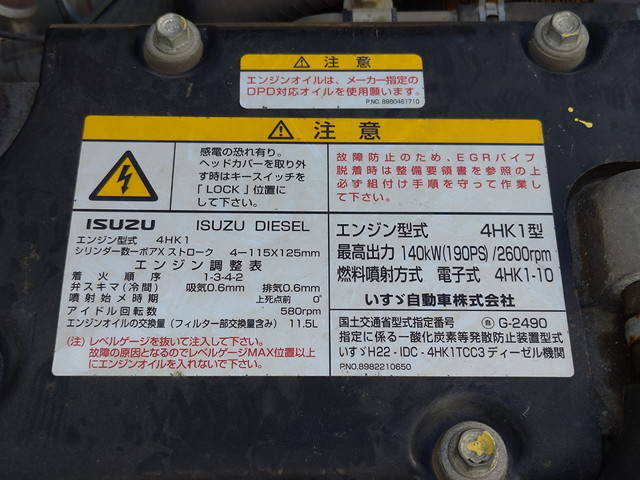 注意
エンジンオイルは、メーカー指定の
DPD対応オイルを使用願います。
P.NO. 8980461710
注意
感電の恐れ有り。
ヘッドカバーを取り外
す時はキースイッチを
「LOCK」位置に
して下さい。
故障防止のため、EGRパイプ
脱着時は整備要領書を参照の上
必ず組付け手順を守って作業し
て下さい。
ISUZU ISUZU DIESEL
エンジン型式 4HK1
シリンダー数ーボアXストローク 4-115X125mm
エンジン調整表
着火順序 1-3-4-2
弁スキマ(冷間) 吸気0.6mm 排気0.6mm
噴射始メ時期 上死点前 0°
アイドル回転数 580rpm
エンジンオイルの交換量(フィルター部交換量含み) 11.5L
(注)レベルゲージを抜いて注入して下さい。
故障の原因となるのでレベルゲージMAX位置以上
にエンジンオイルを入れないで下さい。
エンジン型式 4HK1型
最高出力 140kW(190PS)/2600rpm
燃料噴射方式 電子式 4HK1-10
いすゞ自動車株式会社
国土交通省型式指定番号 G-2490
指定に係る一酸化炭素等発散防止装置型式
いすゞH22-IDC-4HK1TCC3ディーゼル機関
P.NO.8982210650